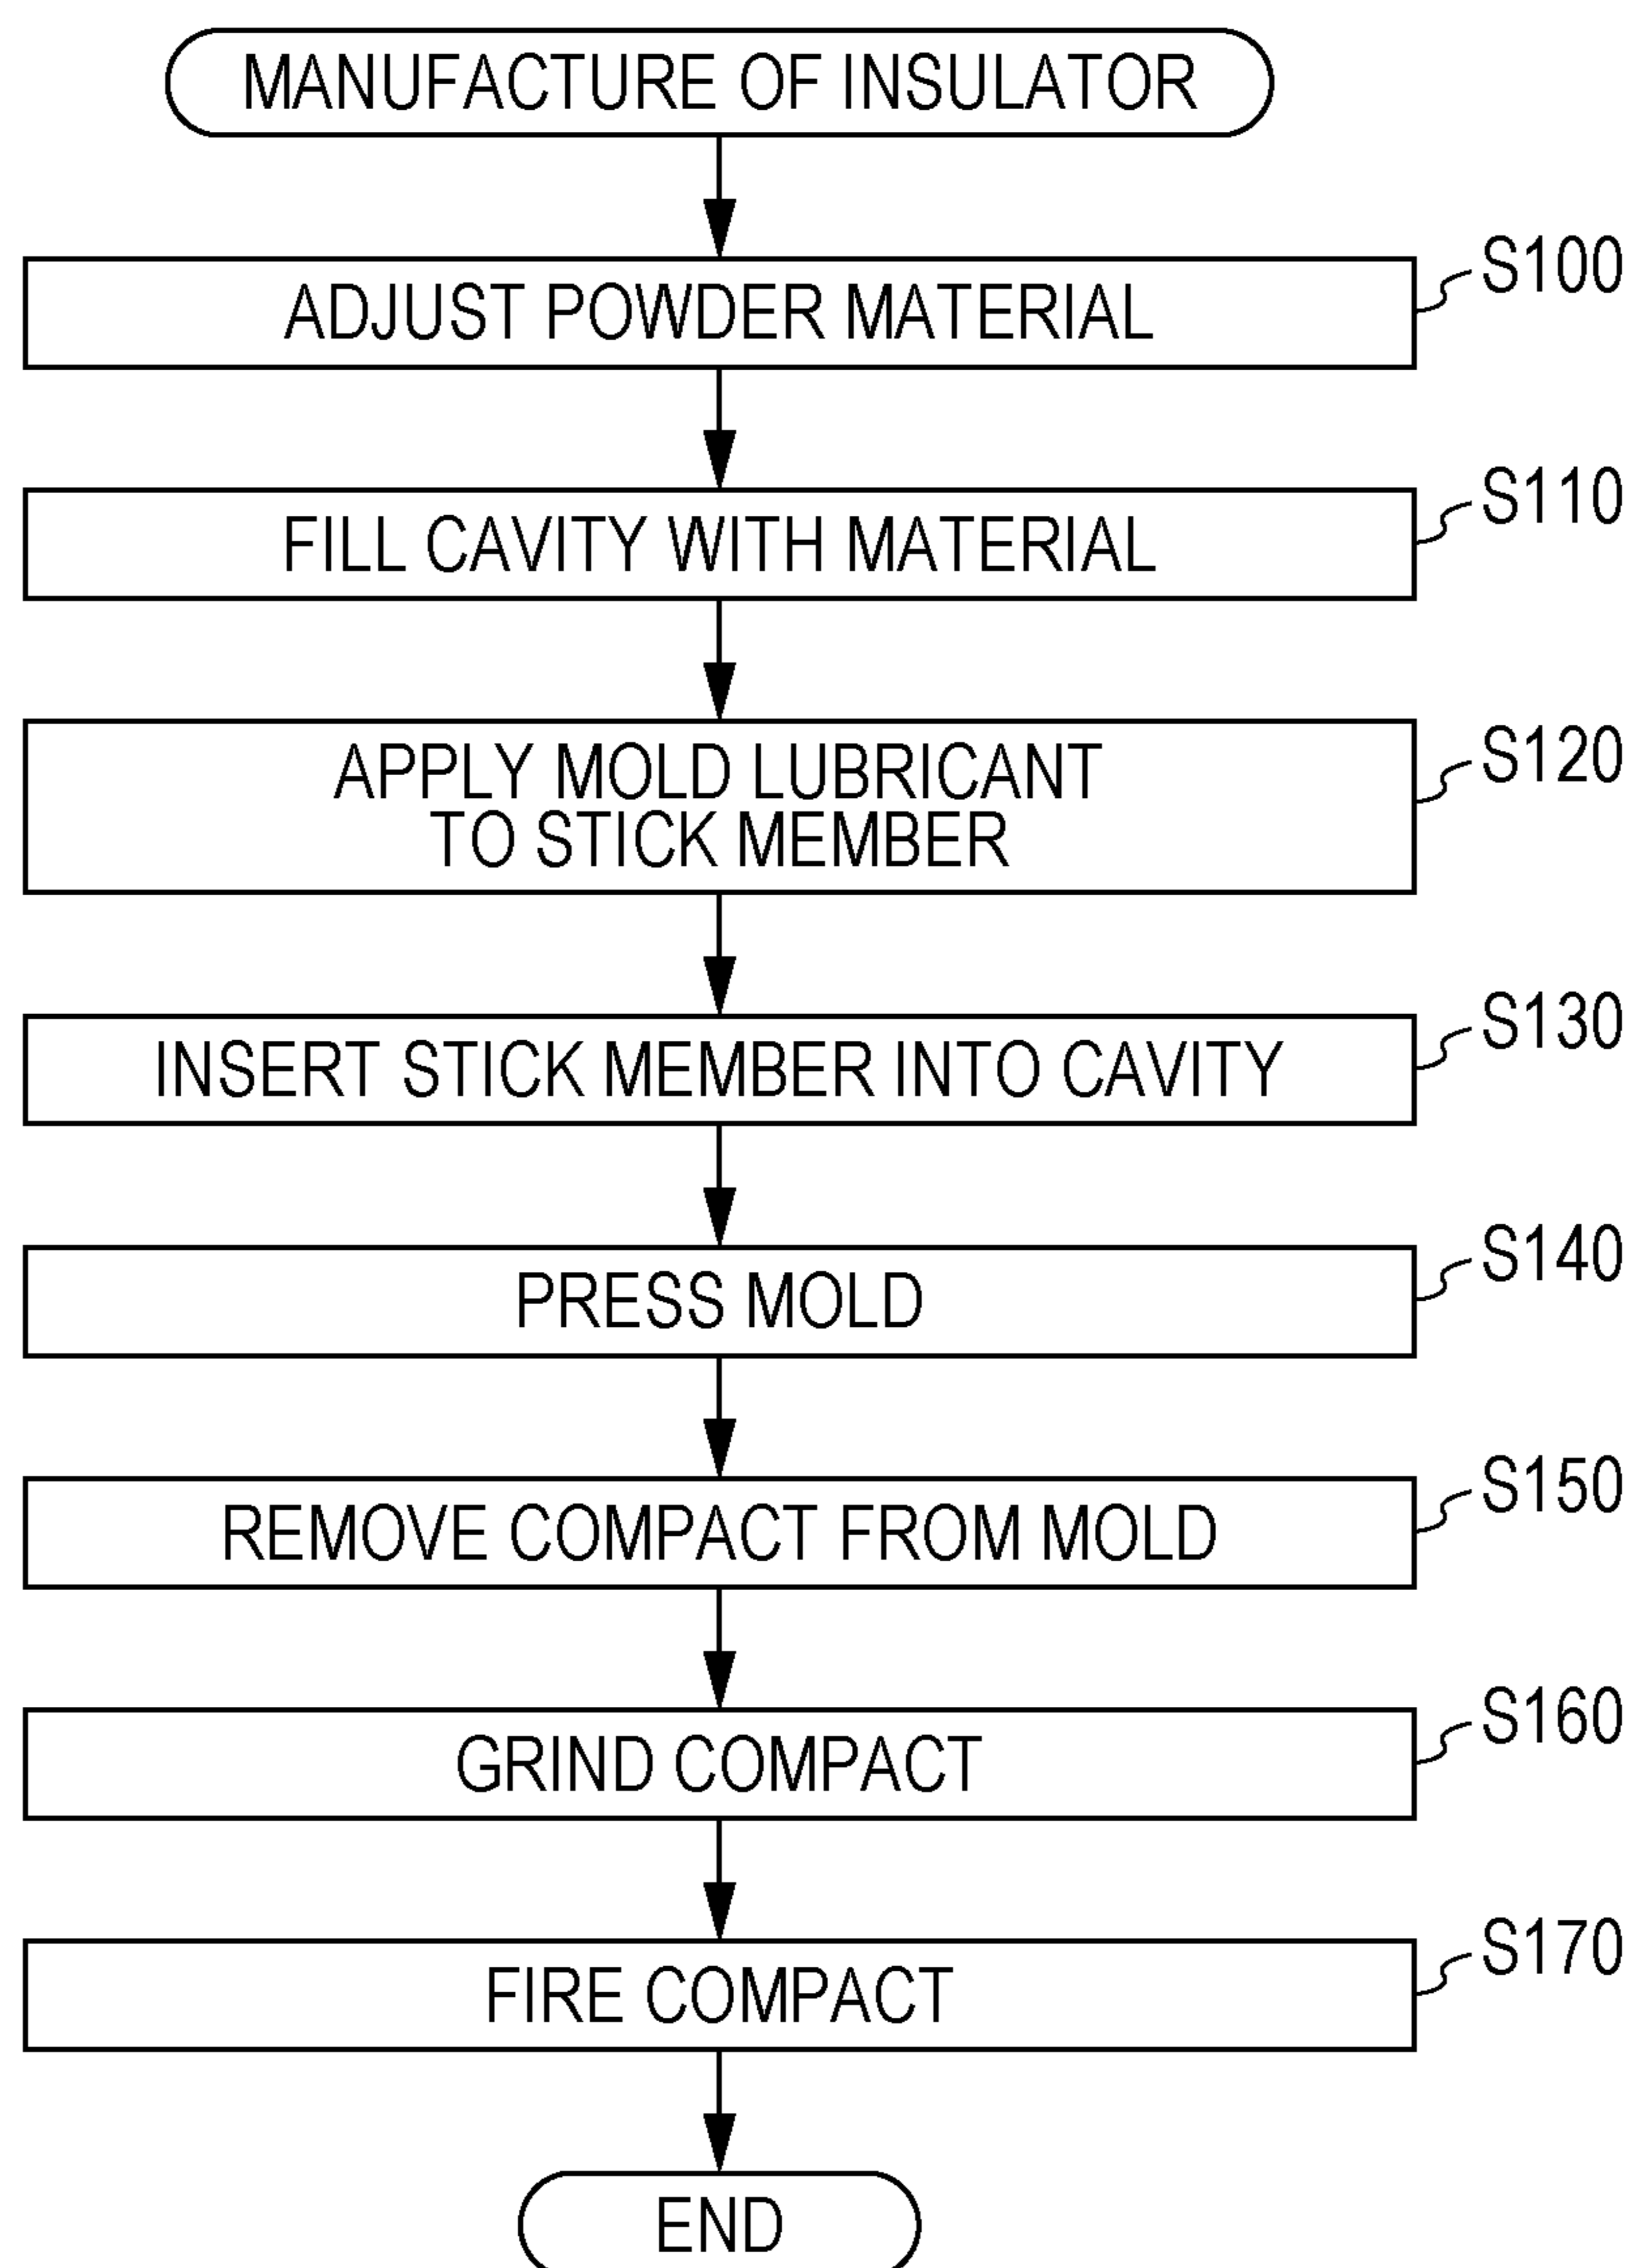 MANUFACTURE OF INSULATOR
S100
ADJUST POWDER MATERIAL
S110
FILL CAVITY WITH MATERIAL
S120
APPLY MOLD LUBRICANT
TO STICK MEMBER
S130
INSERT STICK MEMBER INTO CAVITY
S140
PRESS MOLD
S150
REMOVE COMPACT FROM MOLD
S160
GRIND COMPACT
S170
FIRE COMPACT
END